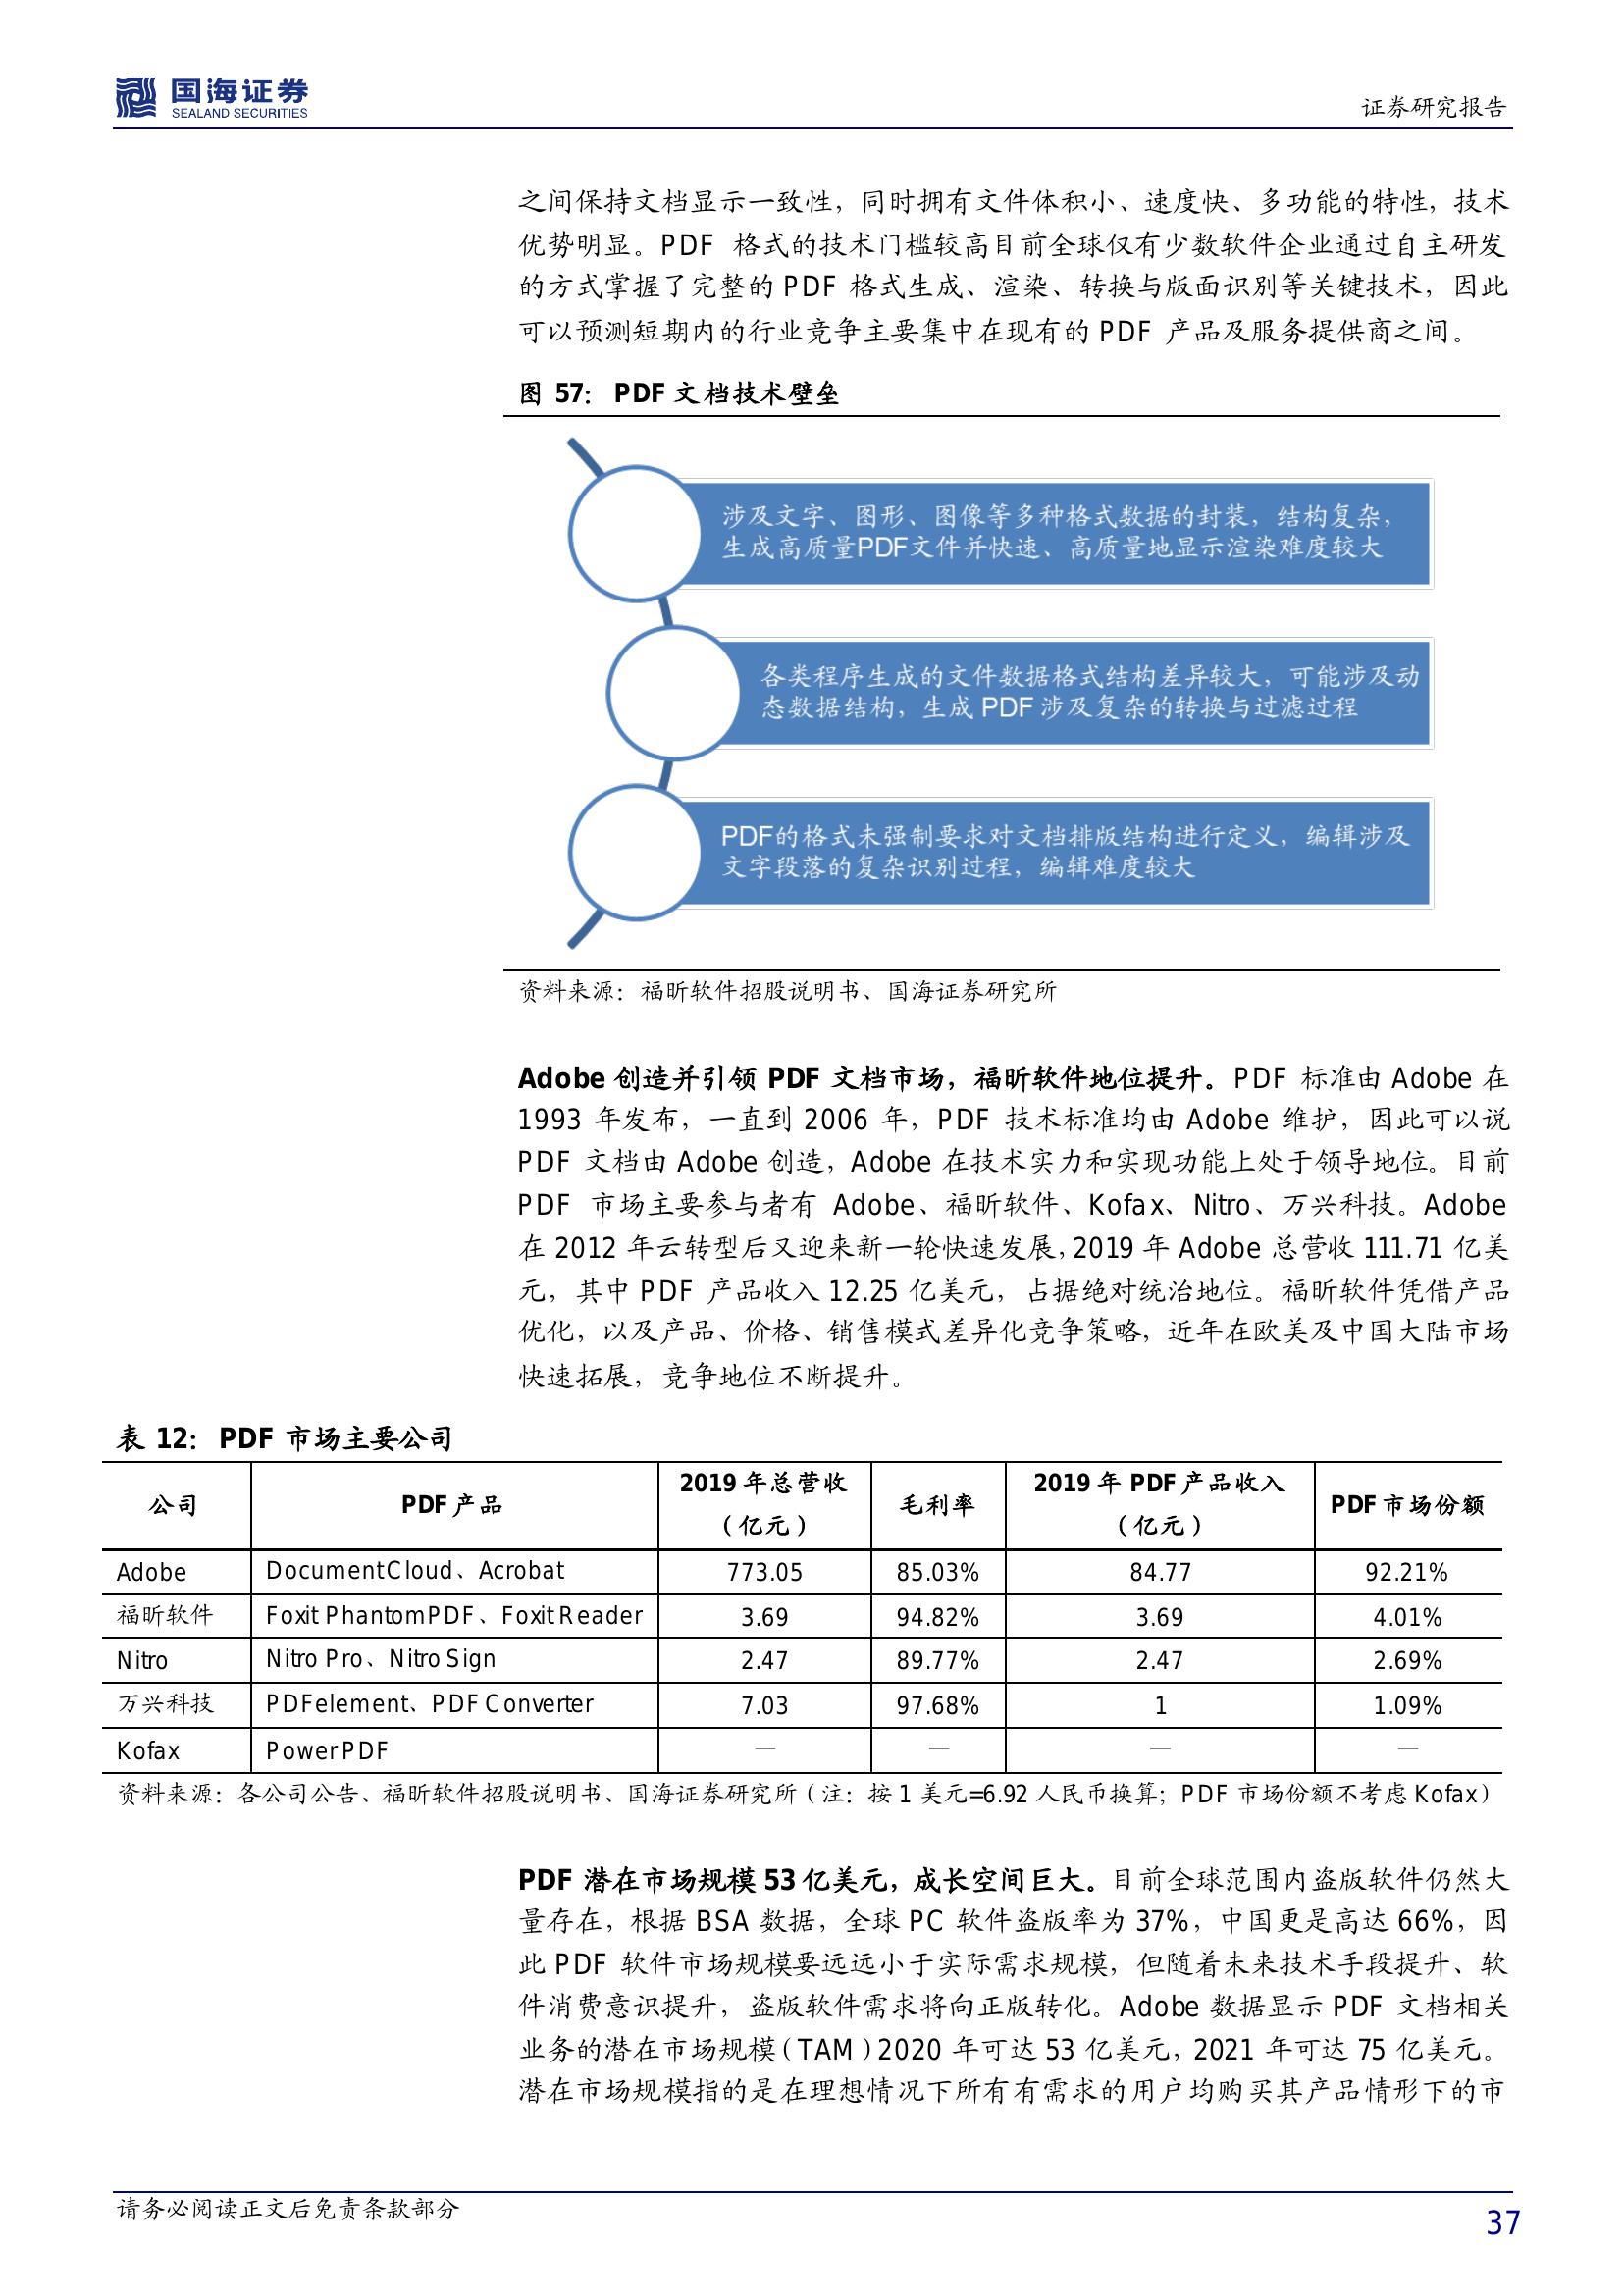 国海证券
SEALAND SECURITIES
证券研究报告
之间保持文档显示一致性，同时拥有文件体积小、速度快、多功能的特性，技术
优势明显。PDF 格式的技术门槛较高目前全球仅有少数软件企业通过自主研发
的方式掌握了完整的 PDF 格式生成、渲染、转换与版面识别等关键技术，因此
可以预测短期内的行业竞争主要集中在现有的 PDF 产品及服务提供商之间。
图 57： PDF 文档技术壁垒
涉及文字、图形、图像等多种格式数据的封装，结构复杂，
生成高质量PDF文件并快速、高质量地显示渲染难度较大
各类程序生成的文件数据格式结构差异较大，可能涉及动
态数据结构，生成 PDF 涉及复杂的转换与过滤过程
PDF的格式未强制要求对文档排版结构进行定义，编辑涉及
文字段落的复杂识别过程，编辑难度较大
资料来源：福昕软件招股说明书、国海证券研究所
Adobe 创造并引领 PDF 文档市场，福昕软件地位提升。PDF 标准由 Adobe 在
1993 年发布，一直到 2006 年，PDF 技术标准均由 Adobe 维护，因此可以说
PDF 文档由 Adobe 创造，Adobe 在技术实力和实现功能上处于领导地位。目前
PDF 市场主要参与者有 Adobe、福昕软件、Kofax、Nitro、万兴科技。Adobe
在 2012 年云转型后又迎来新一轮快速发展，2019 年 Adobe 总营收 111.71 亿美
元，其中 PDF 产品收入 12.25 亿美元，占据绝对统治地位。福昕软件凭借产品
优化，以及产品、价格、销售模式差异化竞争策略，近年在欧美及中国大陆市场
快速拓展，竞争地位不断提升。
表 12： PDF 市场主要公司
公司 PDF 产品 2019 年总营收（亿元） 毛利率 2019 年 PDF 产品收入（亿元） PDF 市场份额
Adobe DocumentCloud、Acrobat 773.05 85.03% 84.77 92.21%
福昕软件 Foxit PhantomPDF、Foxit Reader 3.69 94.82% 3.69 4.01%
Nitro Nitro Pro、Nitro Sign 2.47 89.77% 2.47 2.69%
万兴科技 PDFelement、PDF Converter 7.03 97.68% 1 1.09%
Kofax Power PDF — — — —
资料来源：各公司公告、福昕软件招股说明书、国海证券研究所（注：按 1 美元=6.92 人民币换算；PDF 市场份额不考虑 Kofax）
PDF 潜在市场规模 53 亿美元，成长空间巨大。目前全球范围内盗版软件仍然大
量存在，根据 BSA 数据，全球 PC 软件盗版率为 37%，中国更是高达 66%，因
此 PDF 软件市场规模要远远小于实际需求规模，但随着未来技术手段提升、软
件消费意识提升，盗版软件需求将向正版转化。Adobe 数据显示 PDF 文档相关
业务的潜在市场规模（TAM）2020 年可达 53 亿美元，2021 年可达 75 亿美元。
潜在市场规模指的是在理想情况下所有有需求的用户均购买其产品情形下的市
请务必阅读正文后免责条款部分
37